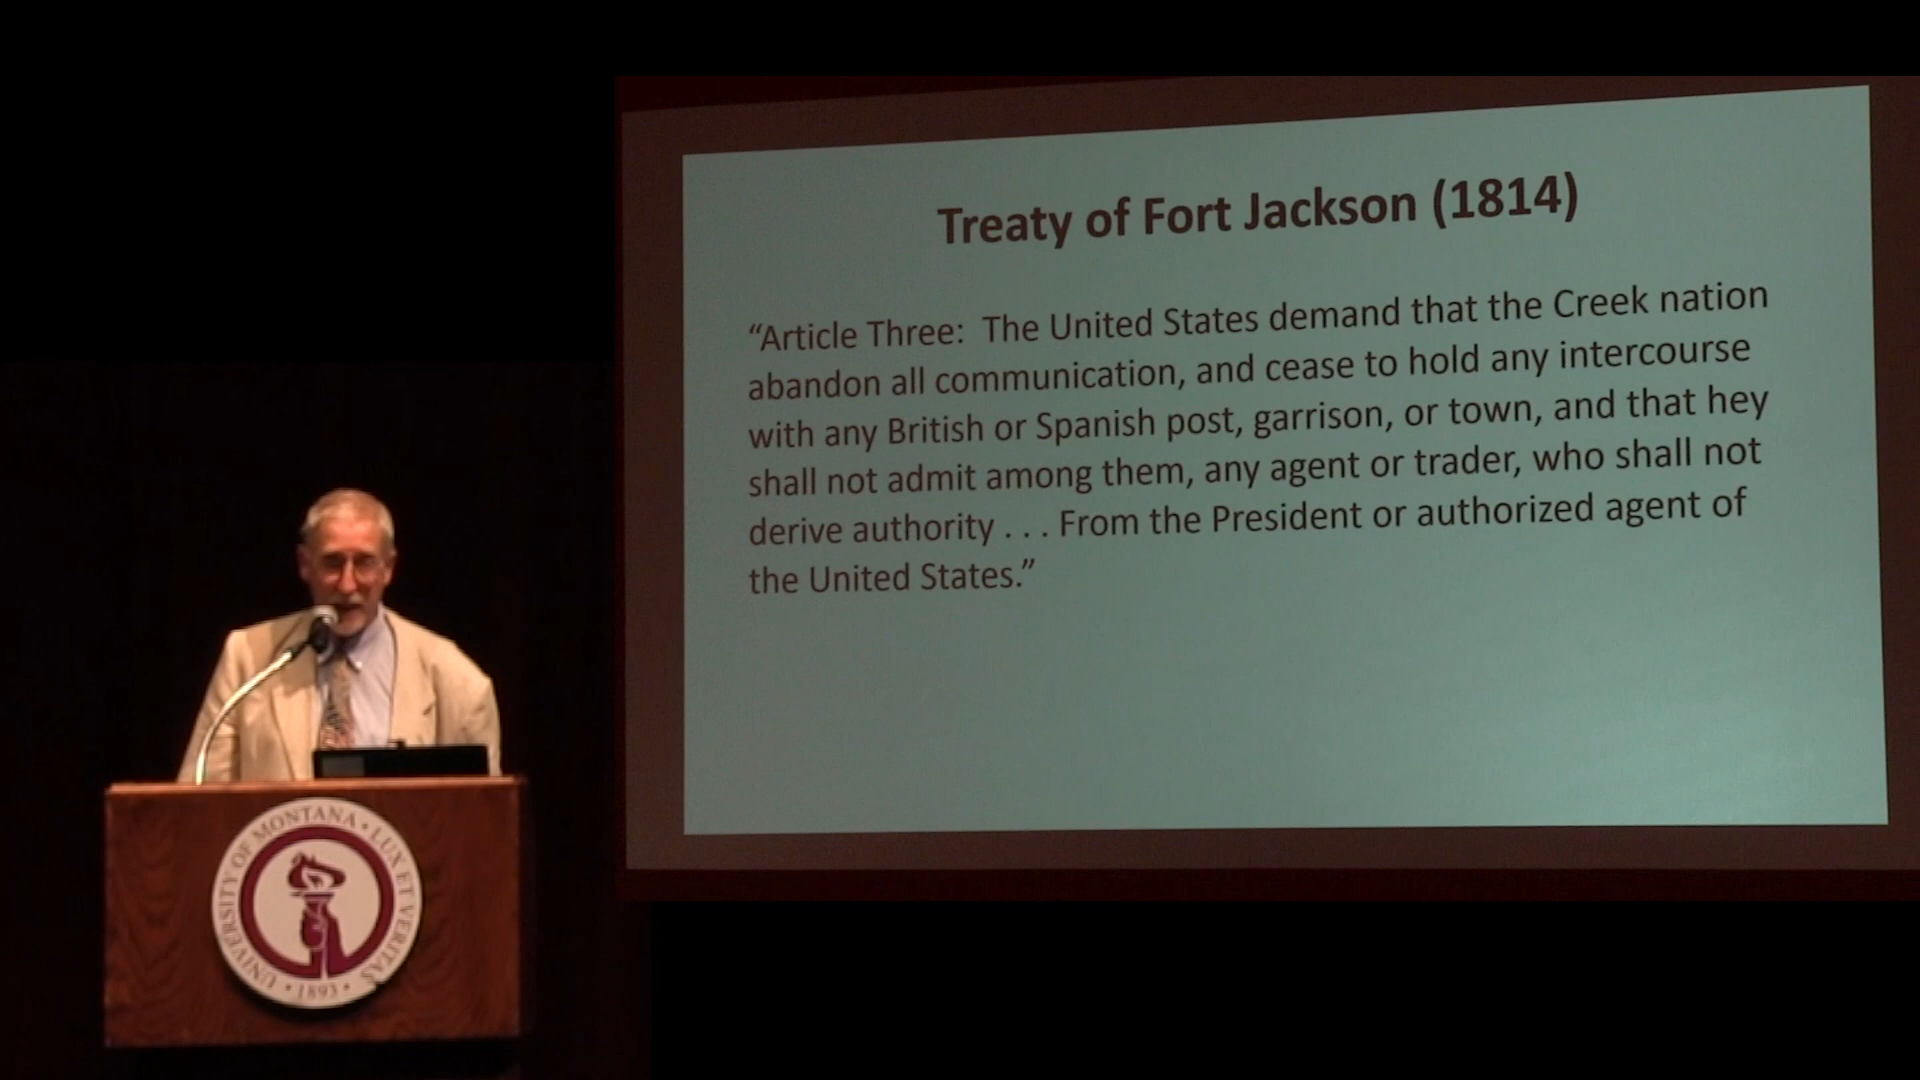 Treaty of Fort Jackson (1814)
“Article Three:  The United States demand that the Creek nation
abandon all communication, and cease to hold any intercourse
with any British or Spanish post, garrison, or town, and that hey
shall not admit among them, any agent or trader, who shall not
derive authority . . . From the President or authorized agent of
the United States.”
UNIVERSITY OF MONTANA • LUX ET VERITAS
• 1893 •